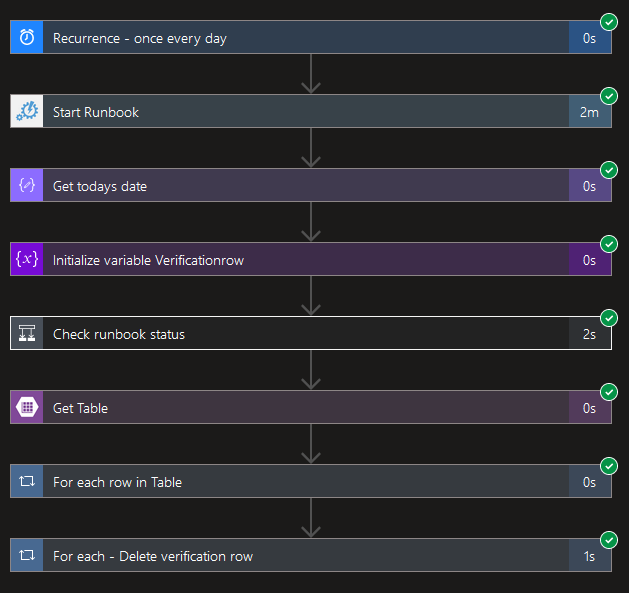 Recurrence - once every day 0s
Start Runbook 2m
Get todays date 0s
{x} Initialize variable Verificationrow 0s
Check runbook status 2s
Get Table 0s
For each row in Table 0s
For each - Delete verification row 1s